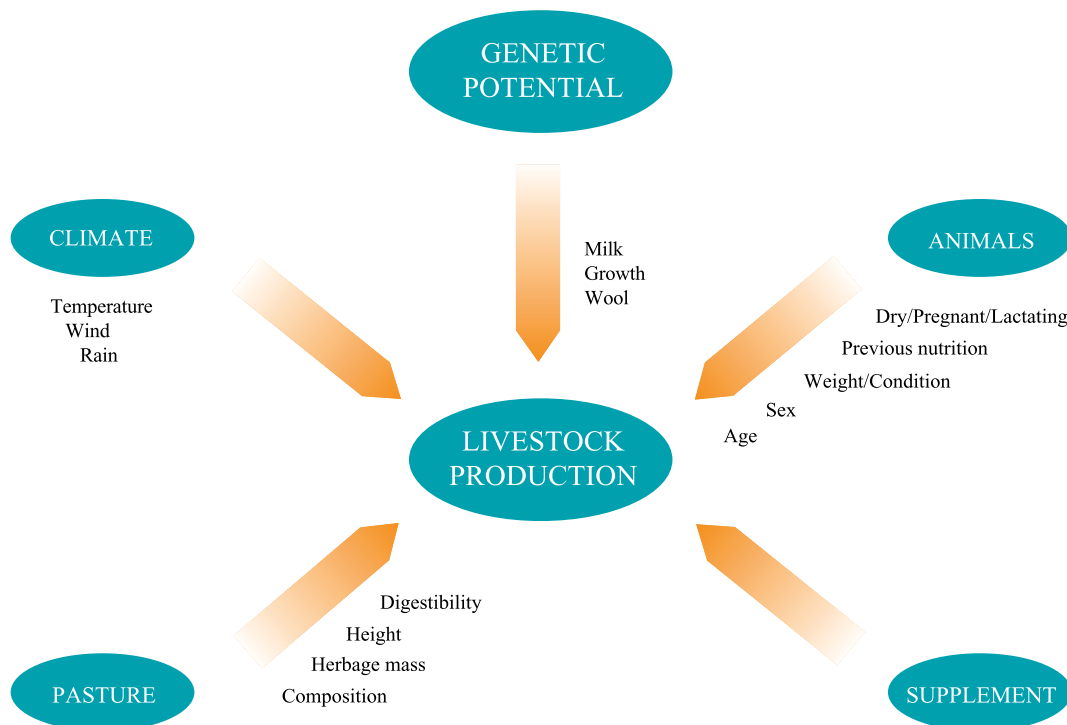 GENETIC
POTENTIAL
CLIMATE
Temperature
Wind
Rain
Milk
Growth
Wool
ANIMALS
Dry/Pregnant/Lactating
Previous nutrition
Weight/Condition
Sex
Age
LIVESTOCK
PRODUCTION
Digestibility
Height
Herbage mass
Composition
PASTURE
SUPPLEMENT